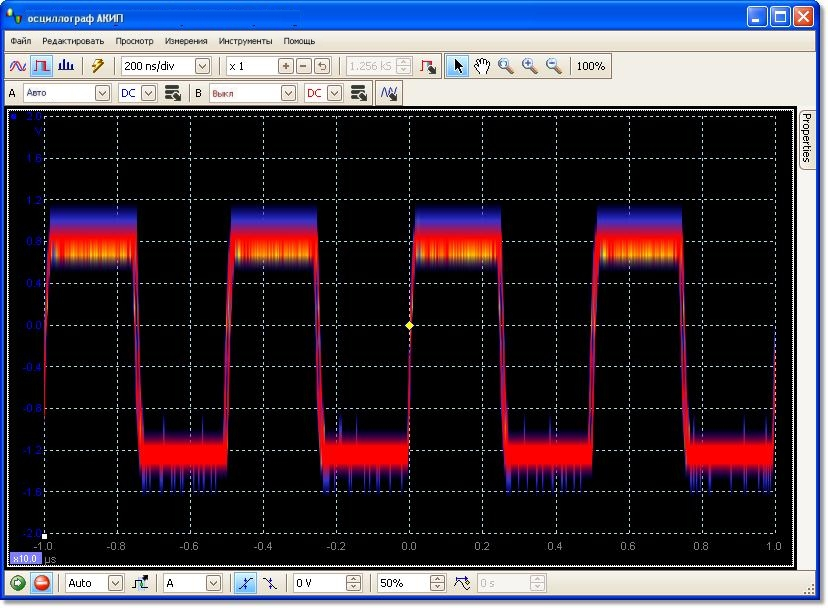 осциллограф АКИП
Файл Редактировать Просмотр Измерения Инструменты Помощь
200 ns/div x 1 1.256 kS 100%
A Авто DC B Выкл DC
Properties
2.0
V
1.6
1.2
0.8
0.4
0.0
-0.4
-0.8
-1.2
-1.6
-2.0
-1.0 -0.8 -0.6 -0.4 -0.2 0.0 0.2 0.4 0.6 0.8 1.0
x10.0 µs
Auto A 0 V 50% 0 s